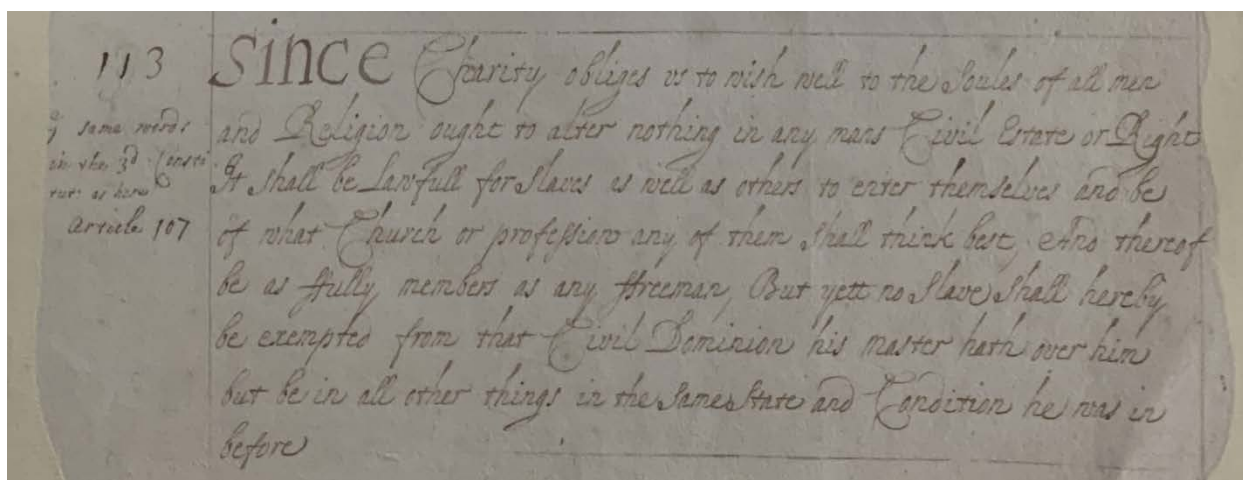 113
ye same words
in the 3d Consti
tut: as here
Article 107
Since Charity obliges us to wish well to the Soules of all men
and Religion ought to alter nothing in any mans Civil Estate or Right
It shall be Lawfull for Slaves as well as others to enter themselves and be
of what Church or profession any of them shall think best, And thereof
be as ffully members as any ffreeman, But yett no Slave shall hereby
be exempted from that Civil Dominion his master hath over him
but be in all other things in the Same State and Condition he was in
before